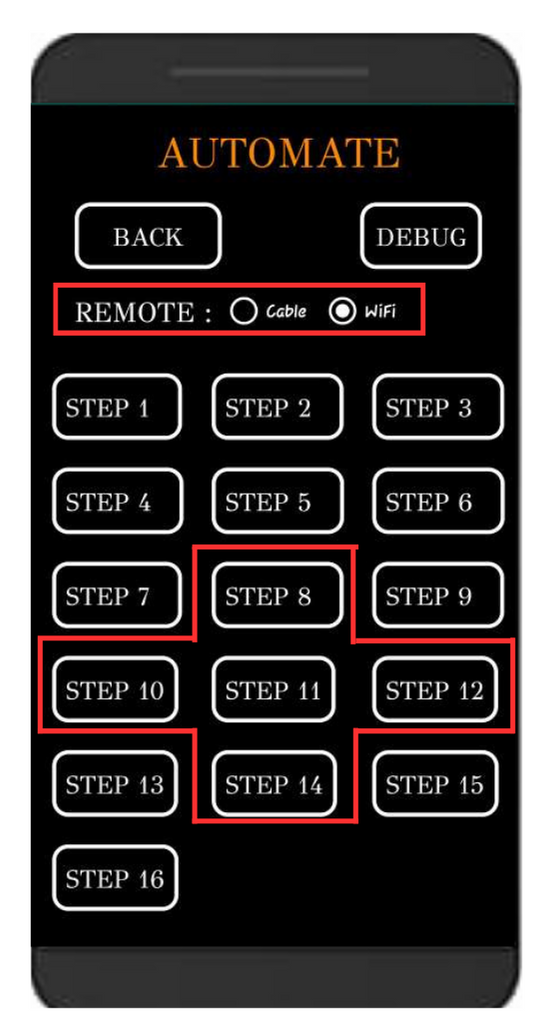 AUTOMATE
BACK DEBUG
REMOTE : Cable WiFi
STEP 1 STEP 2 STEP 3
STEP 4 STEP 5 STEP 6
STEP 7 STEP 8 STEP 9
STEP 10 STEP 11 STEP 12
STEP 13 STEP 14 STEP 15
STEP 16